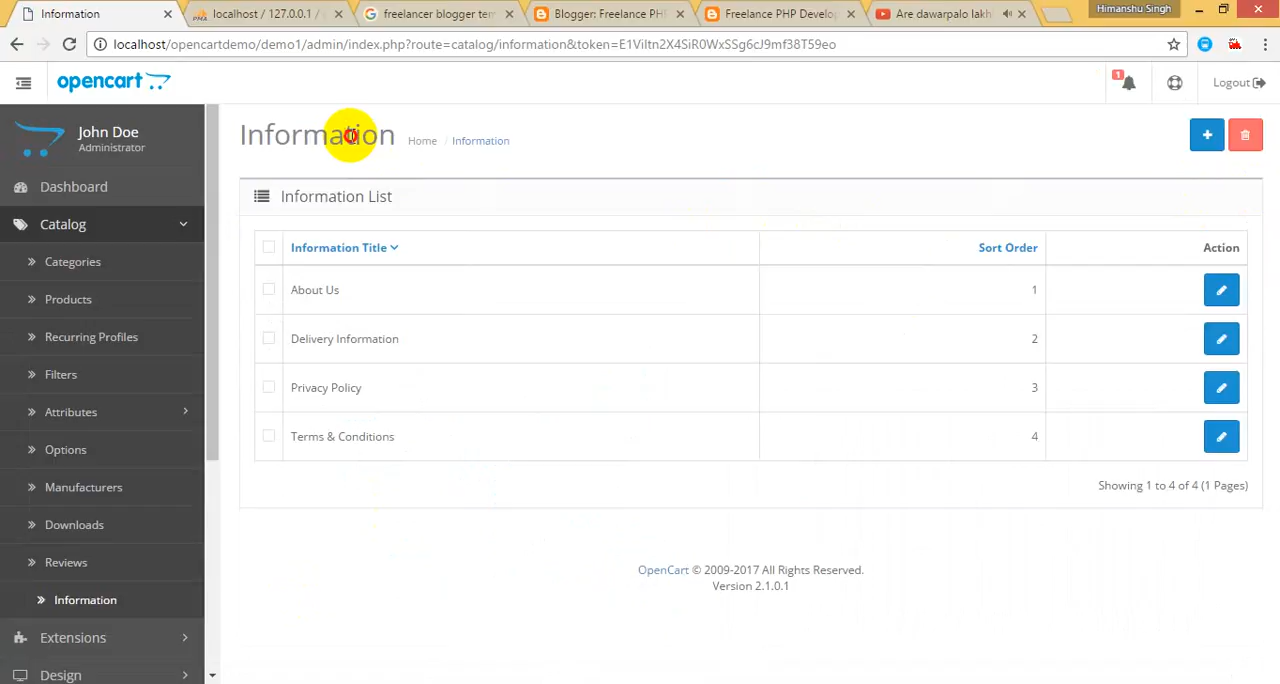 Information
localhost / 127.0.0.1 /
freelancer blogger tem
Blogger: Freelance PH
Freelance PHP Develo
Are dawarpalo lakh
Himanshu Singh
localhost/opencartdemo/demo1/admin/index.php?route=catalog/information&token=E1ViItn2X4SiR0WxSSg6cJ9mf38T59eo
opencart
1
Logout
John Doe
Administrator
Information
Home / Information
Dashboard
Catalog
Categories
Products
Recurring Profiles
Filters
Attributes
Options
Manufacturers
Downloads
Reviews
Information
Extensions
Design
Information List
Information Title Sort Order Action
About Us 1
Delivery Information 2
Privacy Policy 3
Terms & Conditions 4
Showing 1 to 4 of 4 (1 Pages)
OpenCart © 2009-2017 All Rights Reserved.
Version 2.1.0.1